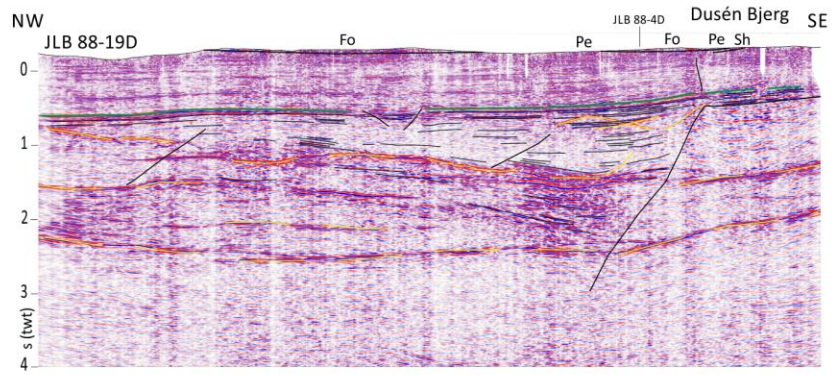 NW
JLB 88-19D
Fo
JLB 88-4D
Dusén Bjerg
SE
Pe
Fo
Pe
Sh
0
1
2
3
4
s (twt)